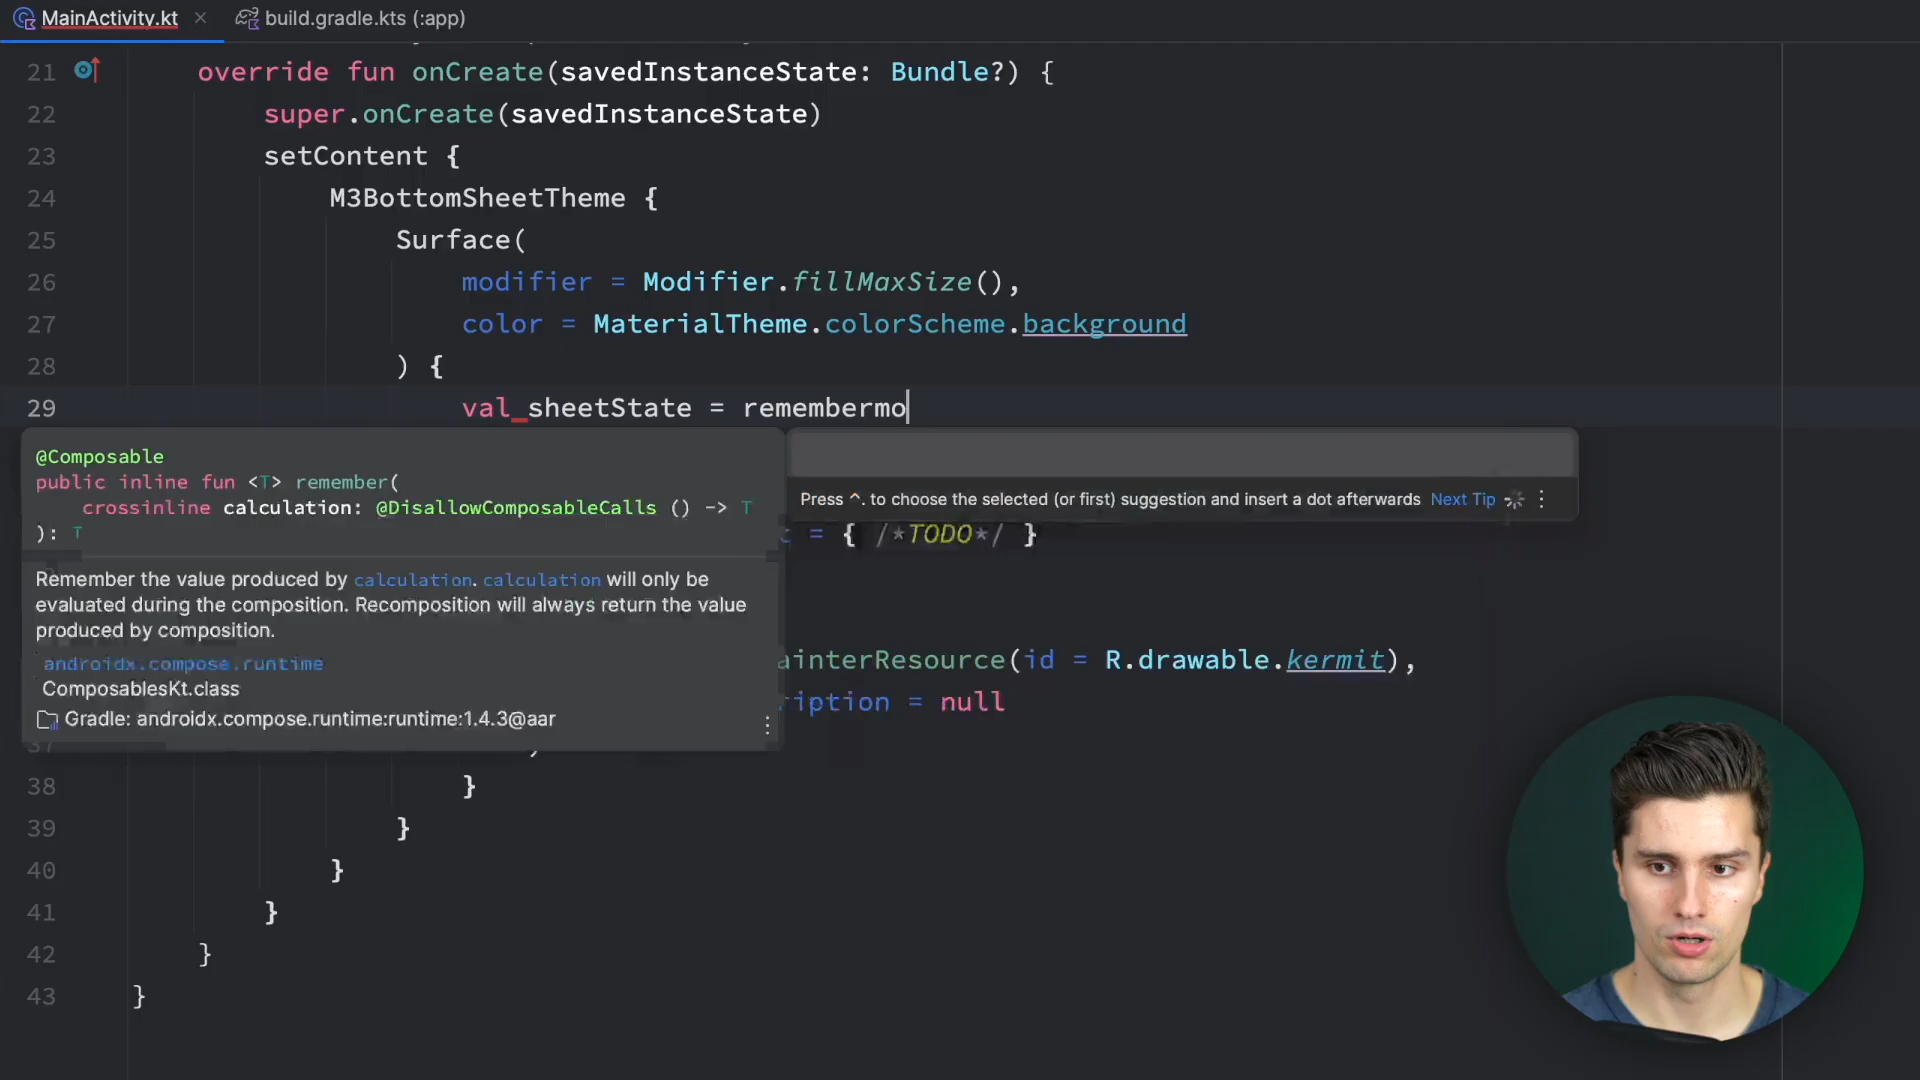 MainActivity.kt
build.gradle.kts (:app)
21 override fun onCreate(savedInstanceState: Bundle?) {
22 super.onCreate(savedInstanceState)
23 setContent {
24 M3BottomSheetTheme {
25 Surface(
26 modifier = Modifier.fillMaxSize(),
27 color = MaterialTheme.colorScheme.background
28 ) {
29 val sheetState = remembermo
@Composable
public inline fun <T> remember(
crossinline calculation: @DisallowComposableCalls () -> T
): T
Press ^. to choose the selected (or first) suggestion and insert a dot afterwards Next Tip
= { /*TODO*/ }
Remember the value produced by calculation. calculation will only be
evaluated during the composition. Recomposition will always return the value
produced by composition.
androidx.compose.runtime
ComposablesKt.class
Gradle: androidx.compose.runtime:runtime:1.4.3@aar
ainterResource(id = R.drawable.kermit),
ription = null
37
38 }
39 }
40 }
41 }
42 }
43 }